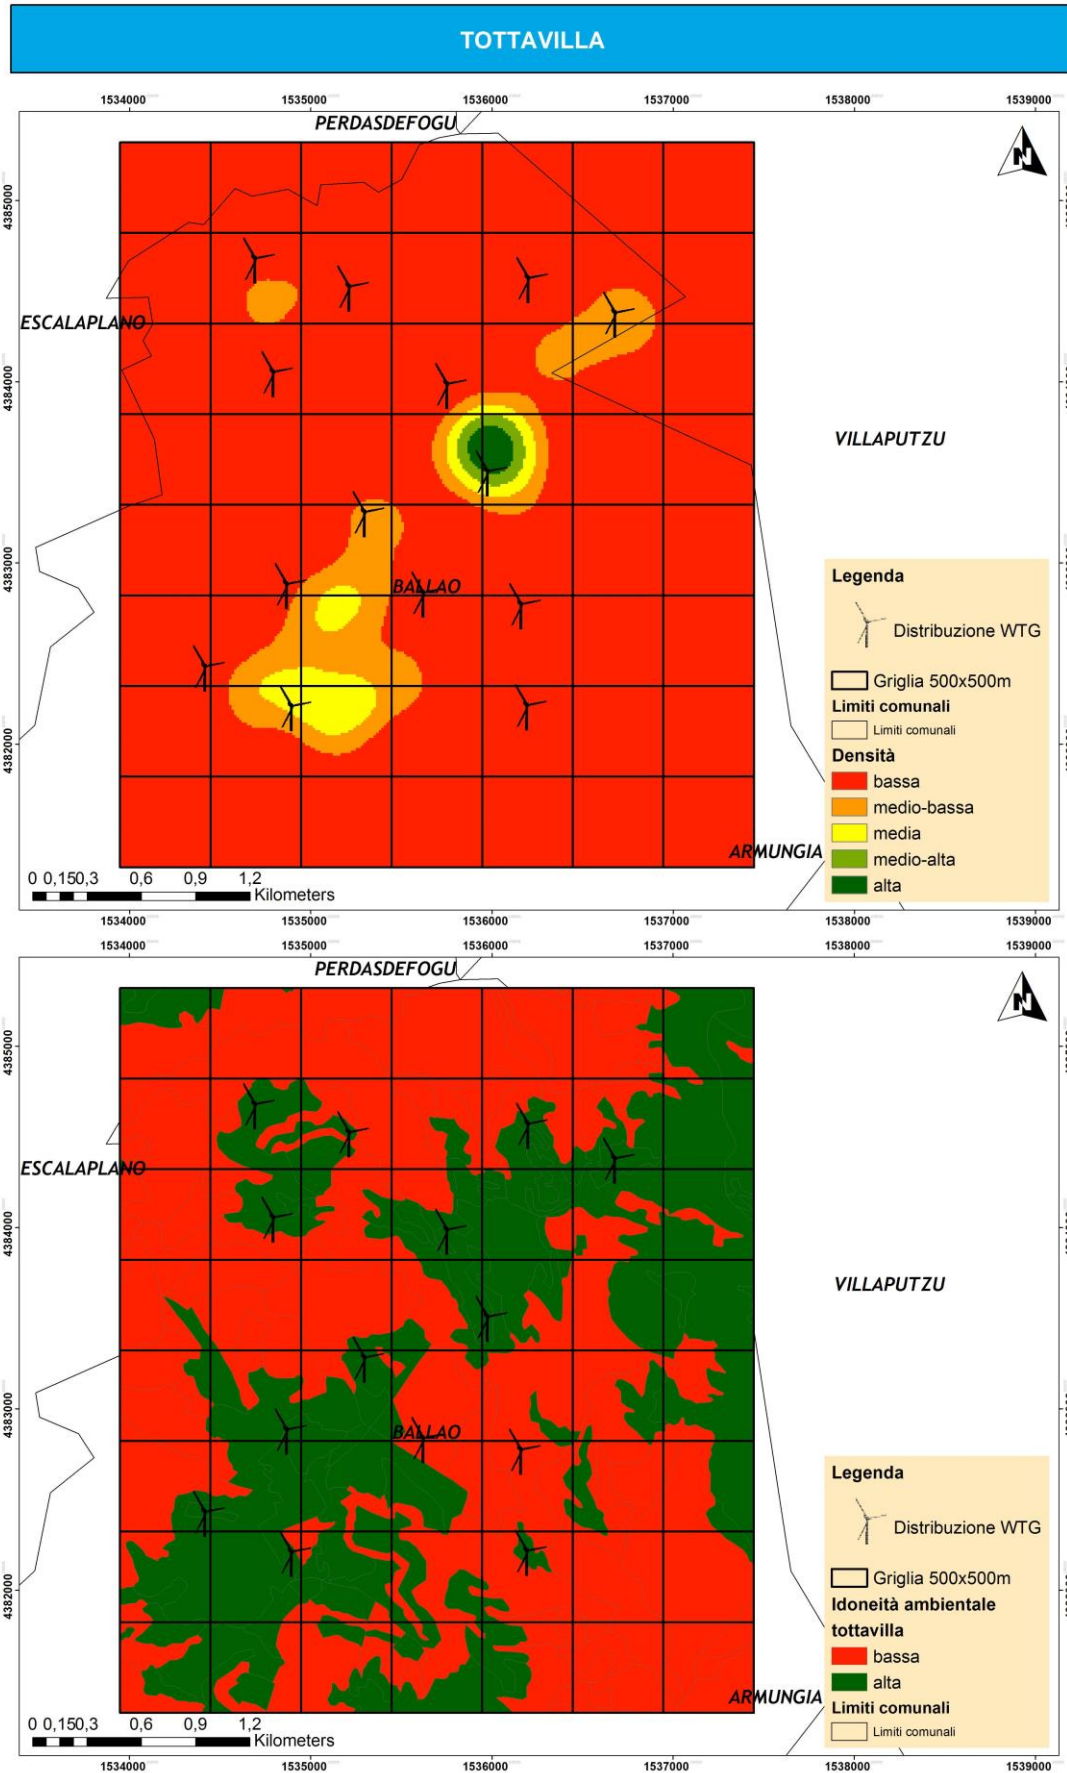 TOTTAVILLA
1534000 1535000 1536000 1537000 1538000 1539000
PERDASDEFOGU
N
4385000
ESCALAPLANO
4384000
VILLAPUTZU
4383000
BALLAO
4382000
ARMUNGIA
Legenda
Distribuzione WTG
Griglia 500x500m
Limiti comunali
Limiti comunali
Densità
bassa
medio-bassa
media
medio-alta
alta
0 0,150,3 0,6 0,9 1,2
Kilometers
1534000 1535000 1536000 1537000 1538000 1539000
1534000 1535000 1536000 1537000 1538000 1539000
PERDASDEFOGU
N
4385000
ESCALAPLANO
4384000
VILLAPUTZU
4383000
BALLAO
4382000
ARMUNGIA
Legenda
Distribuzione WTG
Griglia 500x500m
Idoneità ambientale
tottavilla
bassa
alta
Limiti comunali
Limiti comunali
0 0,150,3 0,6 0,9 1,2
Kilometers
1534000 1535000 1536000 1537000 1538000 1539000